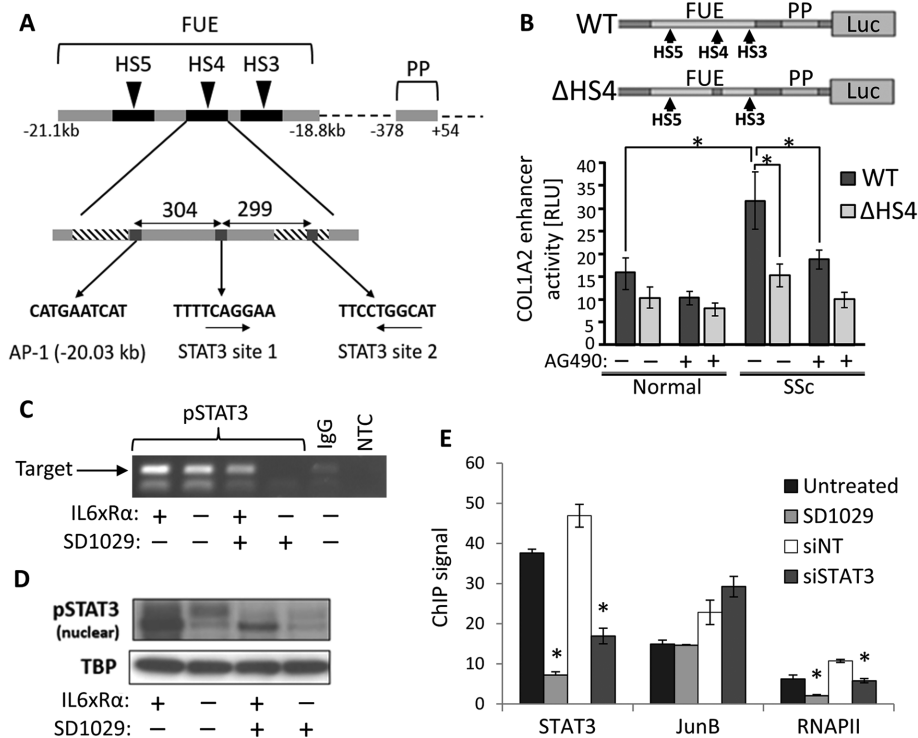 A
FUE
HS5 HS4 HS3
PP
-21.1kb -18.8kb -378 +54
304 299
CATGAATCAT TTTTCAGGAA TTCCTGGCAT
AP-1 (-20.03 kb) STAT3 site 1 STAT3 site 2
B
WT FUE PP Luc
HS5 HS4 HS3
ΔHS4 FUE PP Luc
HS5 HS3
* *
*
COL1A2 enhancer
activity [RLU]
40
35
30
25
20
15
10
5
0
WT
ΔHS4
AG490: − − + + − − + +
Normal SSc
C
pSTAT3 IgG NTC
Target
IL6xRα: + − + − −
SD1029: − − + + −
D
pSTAT3
(nuclear)
TBP
IL6xRα: + − + −
SD1029: − − + +
E
ChIP signal
60
50
40
30
20
10
0
Untreated
SD1029
siNT
siSTAT3
* * * *
STAT3 JunB RNAPII